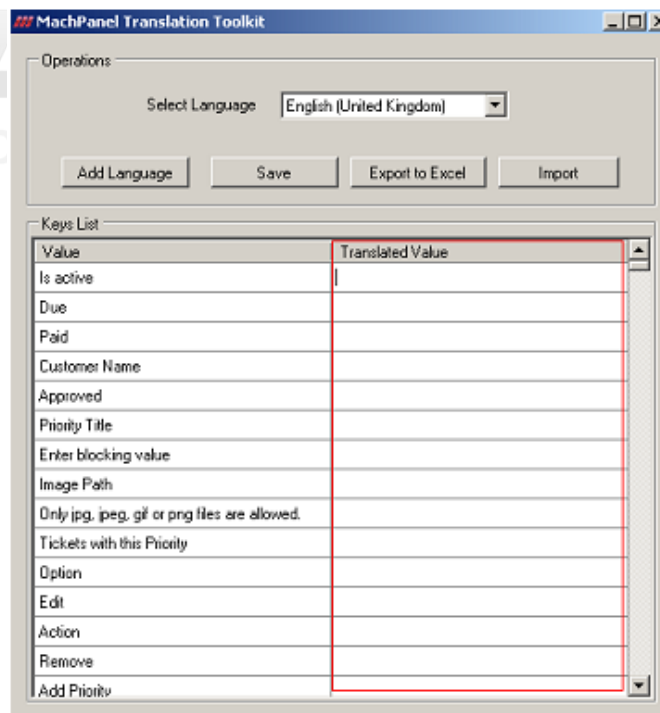 MachPanel Translation Toolkit
Operations
Select Language English (United Kingdom)
Add Language Save Export to Excel Import
Keys List
Value Translated Value
Is active
Due
Paid
Customer Name
Approved
Priority Title
Enter blocking value
Image Path
Only jpg, jpeg, gif or png files are allowed.
Tickets with this Priority
Option
Edit
Action
Remove
Add Priority